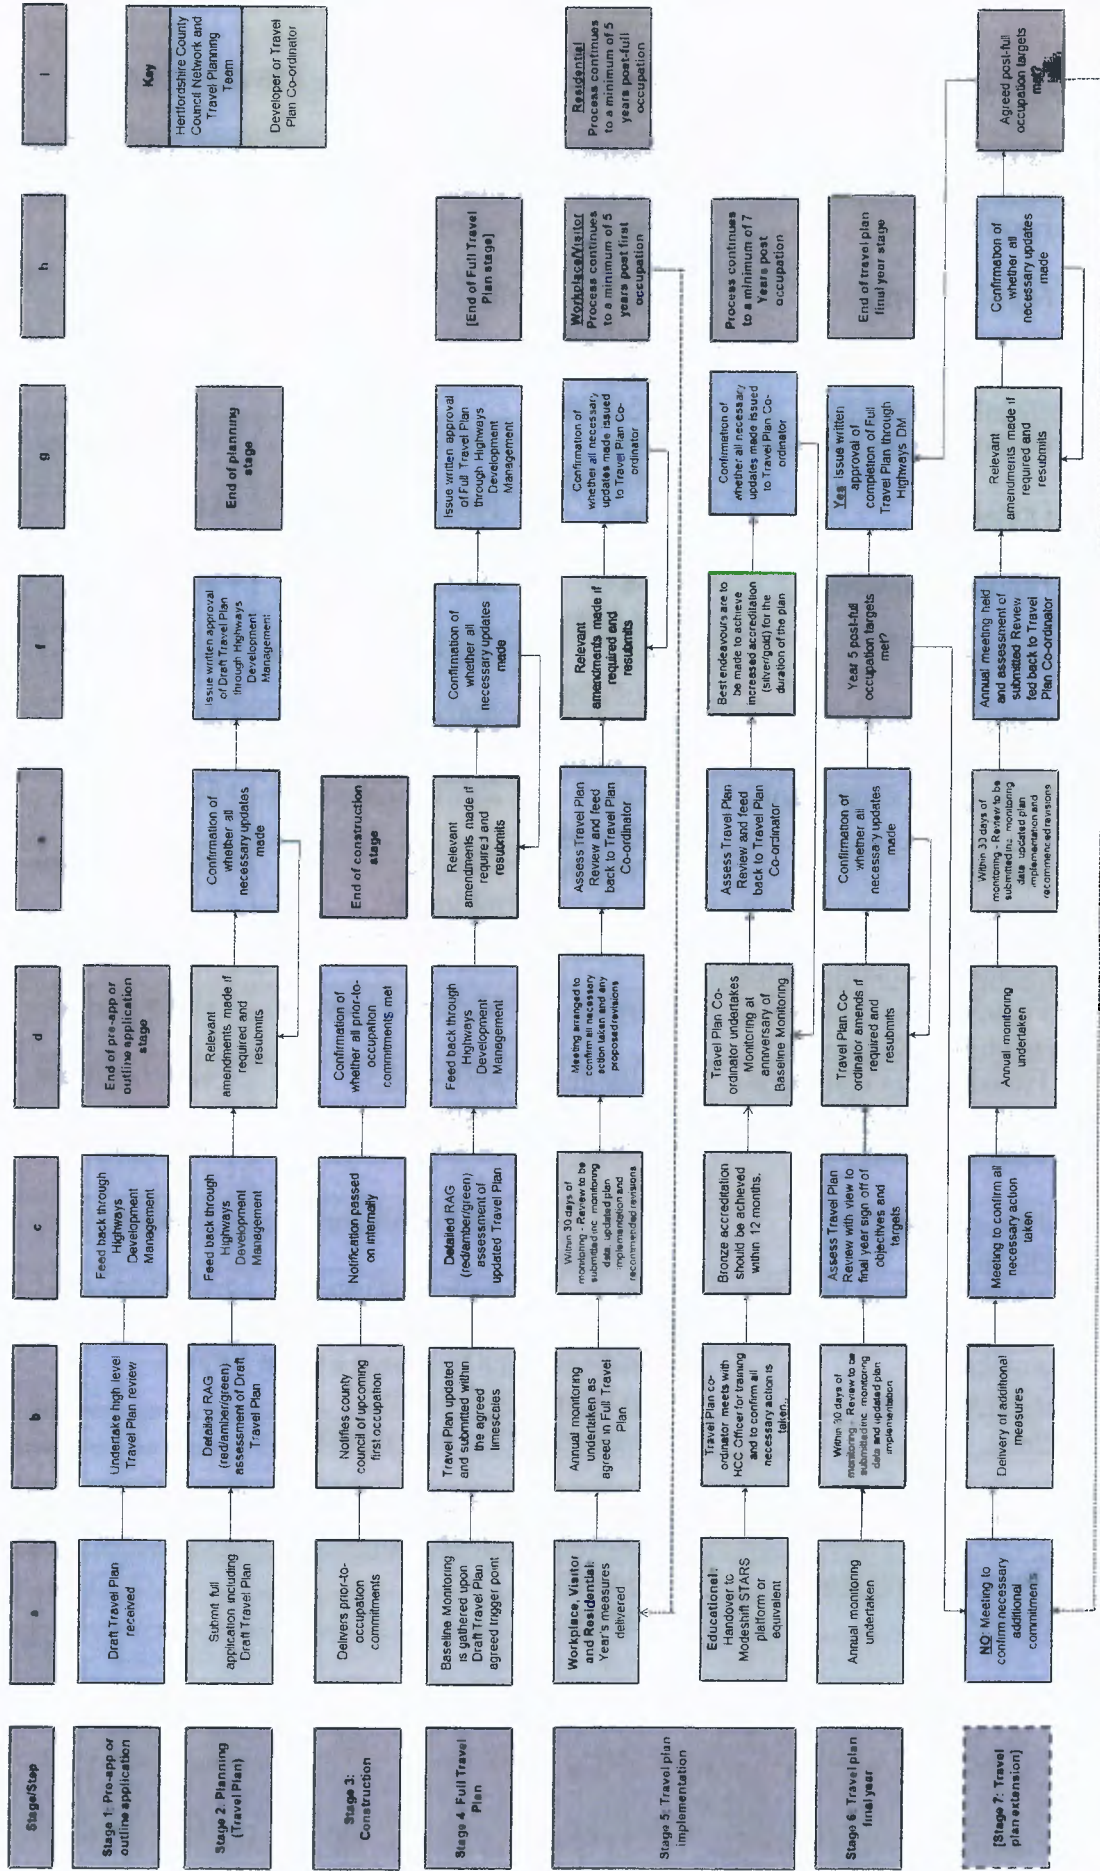 Stage/Step
a
b
c
d
e
f
g
h
i
Key
Hertfordshire County
Council Network and
Travel Planning
Team
Developer or Travel
Plan Co-ordinator
Stage 1: Pre-app or
outline application
Draft Travel Plan
received
Undertake high level
Travel Plan review
Feed back through
Highways
Development
Management
End of pre-app or
outline application
stage
Stage 2. Planning
(Travel Plan)
Submit full
application including
Draft Travel Plan
Detailed RAG
(red/amber/green)
assessment of Draft
Travel Plan
Feed back through
Highways
Development
Management
Relevant
amendments made if
required and
resubmits
Confirmation of
whether all
necessary updates
made
Issue written approval
of Draft Travel Plan
through Highways
Development
Management
End of planning
stage
Stage 3:
Construction
Delivers prior-to-
occupation
commitments
Notifies county
council of upcoming
first occupation
Notification passed
on internally
Confirmation of
whether all prior-to-
occupation
commitments met
End of construction
stage
Stage 4. Full Travel
Plan
Baseline Monitoring
is gathered upon
Draft Travel Plan
agreed trigger point
Travel Plan updated
and submitted within
the agreed
timescales
Detailed RAG
(red/amber/green)
assessment of
updated Travel Plan
Feed back through
Highways
Development
Management
Relevant
amendments made if
required and
resubmits
Confirmation of
whether all
necessary updates
made
Issue written approval
of Full Travel Plan
through Highways
Development
Management
[End of Full Travel
Plan stage]
Stage 5: Travel plan
implementation
Workplace, Visitor
and Residential:
Year's measures
delivered
Annual monitoring
undertaken as
agreed in Full Travel
Plan
Within 30 days of
monitoring - Review to be
submitted inc. monitoring
data, updated plan
implementation and
recommended revisions
Meeting arranged to
confirm all necessary
action taken and any
proposed revisions
Assess Travel Plan
Review and feed
back to Travel Plan
Co-ordinator
Relevant
amendments made if
required and
resubmits
Confirmation of
whether all necessary
updates made issued
to Travel Plan Co-
ordinator
Workplace/Visitor
Process continues
to a minimum of 5
years post first
occupation
Residential
Process continues
to a minimum of 5
years post-full
occupation
Educational:
Handover to
Modeshift STARS
platform or
equivalent
Travel Plan co-
ordinator meets with
HCC Officer for training
and to confirm all
necessary action is
taken.
Bronze accreditation
should be achieved
within 12 months.
Travel Plan Co-
ordinator undertakes
Monitoring at
anniversary of
Baseline Monitoring
Assess Travel Plan
Review and feed
back to Travel Plan
Co-ordinator
Best endeavours are to
be made to achieve
increased accreditation
(silver/gold) for the
duration of the plan
Confirmation of
whether all necessary
updates made issued
to Travel Plan Co-
ordinator
Process continues
to a minimum of 7
Years post
occupation
Stage 6: Travel plan
final year
Annual monitoring
undertaken
Within 30 days of
monitoring - Review to be
submitted inc monitoring
data and updated plan
implementation
Assess Travel Plan
Review with view to
final year sign off of
objectives and
targets
Travel Plan Co-
ordinator amends if
required and
resubmits
Confirmation of
whether all
necessary updates
made
Year 5 post-full
occupation targets
met?
Yes issue written
approval of
completion of Full
Travel Plan through
Highways DM
End of travel plan
final year stage
[Stage 7: Travel
plan extension]
NO: Meeting to
confirm necessary
additional
commitments
Delivery of additional
measures
Meeting to confirm all
necessary action
taken
Annual monitoring
undertaken
Within 30 days of
monitoring - Review to be
submitted inc. monitoring
data updated plan
implementation and
recommenced revisions
Annual meeting held
and assessment of
submitted Review
fed back to Travel
Plan Co-ordinator
Relevant
amendments made if
required and
resubmits
Confirmation of
whether all
necessary updates
made
Agreed post-full
occupation targets
met?